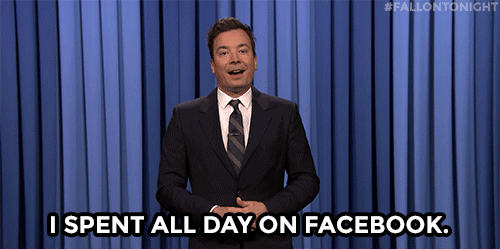 #FALLONTONIGHT
I SPENT ALL DAY ON FACEBOOK.